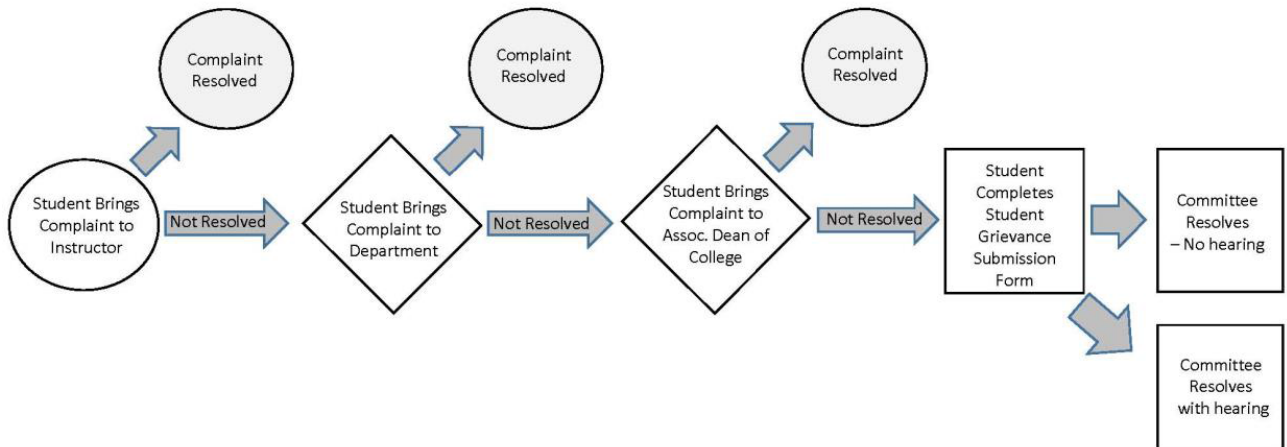 Complaint
Resolved
Complaint
Resolved
Complaint
Resolved
Student Brings
Complaint to
Instructor
Not Resolved
Student Brings
Complaint to
Department
Not Resolved
Student Brings
Complaint to
Assoc. Dean of
College
Not Resolved
Student
Completes
Student
Grievance
Submission
Form
Committee
Resolves
– No hearing
Committee
Resolves
with hearing